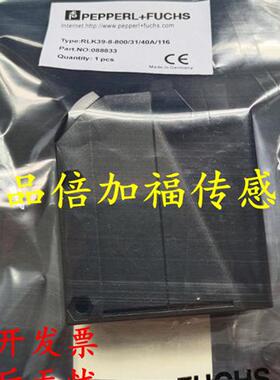 PEPPERL+FUCHS
Internet:www.pepperl-fuchs.com
Type:RLK39-8-800/31/40A/116
Part.NO:088833
Quantity: 1 pcs
CE
Made in Germany
品倍加福传感
开发票
FUCHS